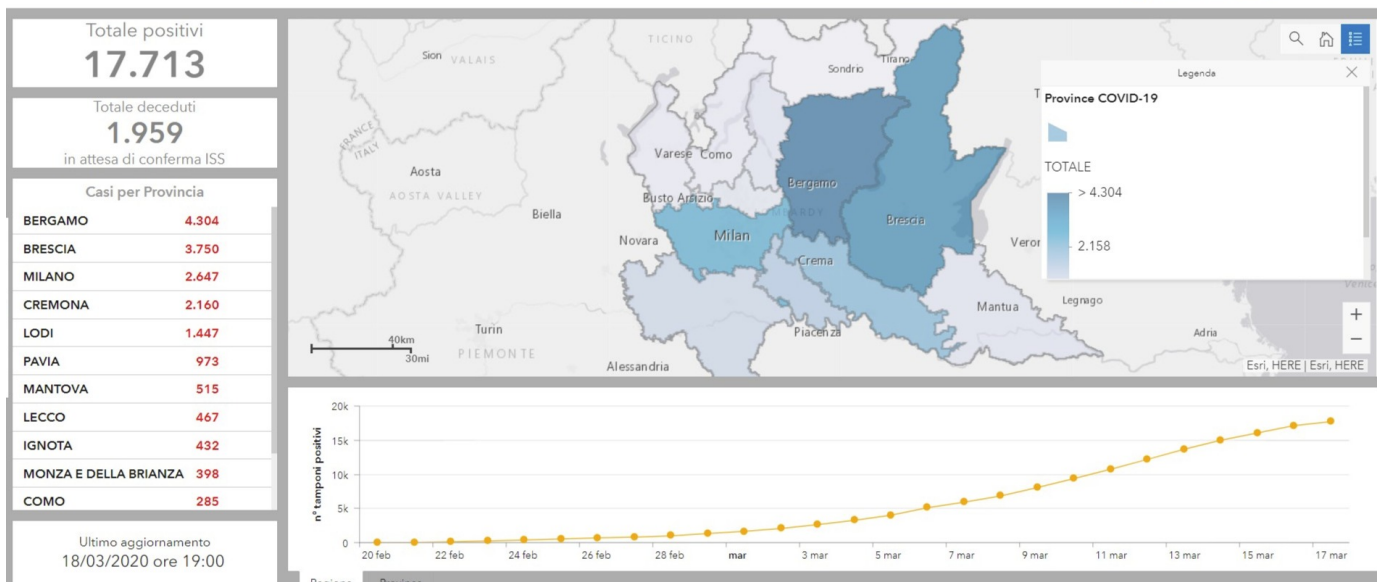 Totale positivi
17.713
Totale deceduti
1.959
in attesa di conferma ISS
Casi per Provincia
BERGAMO 4.304
BRESCIA 3.750
MILANO 2.647
CREMONA 2.160
LODI 1.447
PAVIA 973
MANTOVA 515
LECCO 467
IGNOTA 432
MONZA E DELLA BRIANZA 398
COMO 285
Ultimo aggiornamento
18/03/2020 ore 19:00
TICINO
Sion VALAIS
Sondrio
Tirano
FRANCE
ITALY
Varese Como
Aosta
Bergamo
AOSTA VALLEY
Busto Arsizio
Biella
Brescia
Novara
Milan
Crema
Mantua
Legnago
Turin
Piacenza
Adria
PIEMONTE
Alessandria
40km
30mi
Legenda
Province COVID-19
TOTALE
> 4.304
2.158
+
−
Esri, HERE | Esri, HERE
n° tamponi positivi
20k
15k
10k
5k
0
20 feb 22 feb 24 feb 26 feb 28 feb mar 3 mar 5 mar 7 mar 9 mar 11 mar 13 mar 15 mar 17 mar